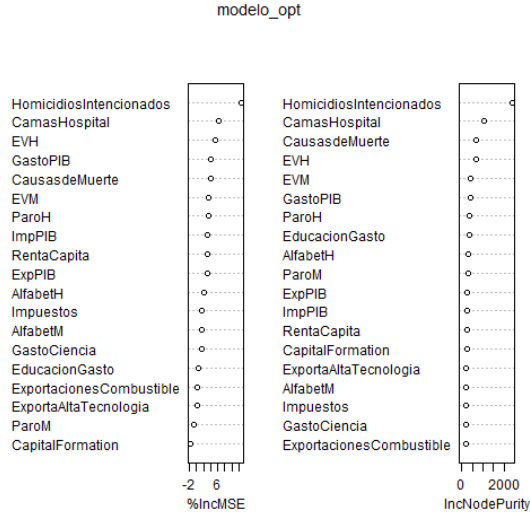 modelo_opt
HomicidiosIntencionados
CamasHospital
EVH
GastoPIB
CausasdeMuerte
EVM
ParoH
ImpPIB
RentaCapita
ExpPIB
AlfabetH
Impuestos
AlfabetM
GastoCiencia
EducacionGasto
ExportacionesCombustible
ExportaAltaTecnologia
ParoM
CapitalFormation
-2 6
%IncMSE
HomicidiosIntencionados
CamasHospital
CausasdeMuerte
EVH
EVM
GastoPIB
ParoH
EducacionGasto
AlfabetH
ParoM
ExpPIB
ImpPIB
RentaCapita
CapitalFormation
ExportaAltaTecnologia
AlfabetM
Impuestos
GastoCiencia
ExportacionesCombustible
0 2000
IncNodePurity